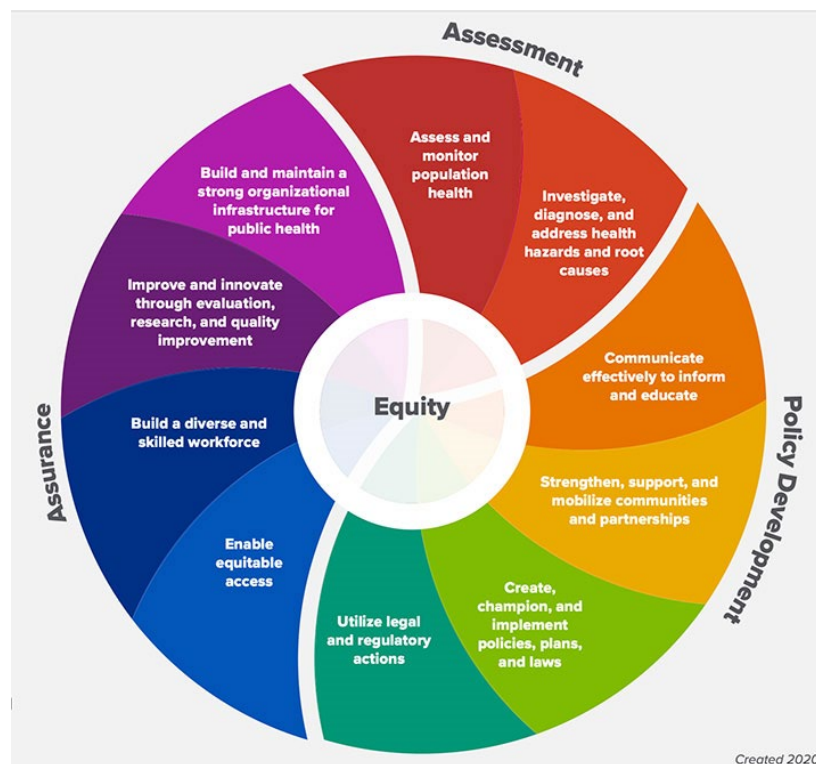 Assessment
Assess and
monitor
population
health
Investigate,
diagnose, and
address health
hazards and root
causes
Policy Development
Communicate
effectively to inform
and educate
Strengthen, support, and
mobilize communities
and partnerships
Create,
champion, and
implement
policies, plans,
and laws
Utilize legal
and regulatory
actions
Assurance
Enable
equitable
access
Build a diverse and
skilled workforce
Improve and innovate
through evaluation,
research, and quality
improvement
Build and maintain a
strong organizational
infrastructure for
public health
Equity
Created 2020